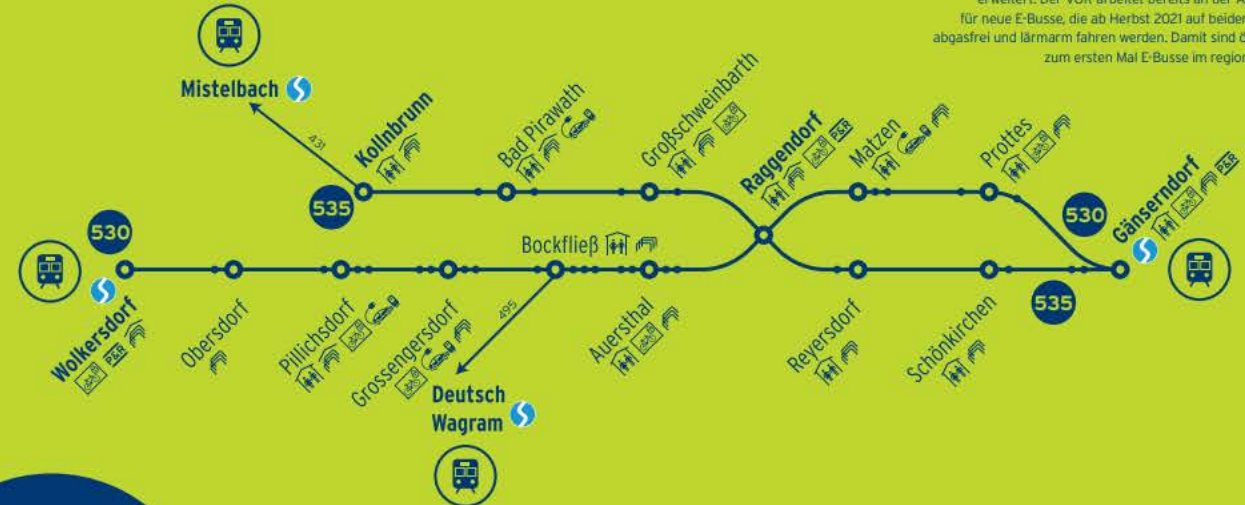 für neue E-Busse, die ab Herbst 2021 auf beiden
abgasfrei und lärmarm fahren werden. Damit sind ö
zum ersten Mal E-Busse im region
Mistelbach
431
535
Kollnbrunn
Bad Pirawath
Großschweinbarth
Raggendorf
P&R
Matzen
Prottes
530
Gänserndorf
P&R
530
Bockfließ
535
Wolkersdorf
P&R
Obersdorf
Pillichsdorf
Grossengersdorf
495
Auersthal
Reyersdorf
Schönkirchen
Deutsch
Wagram